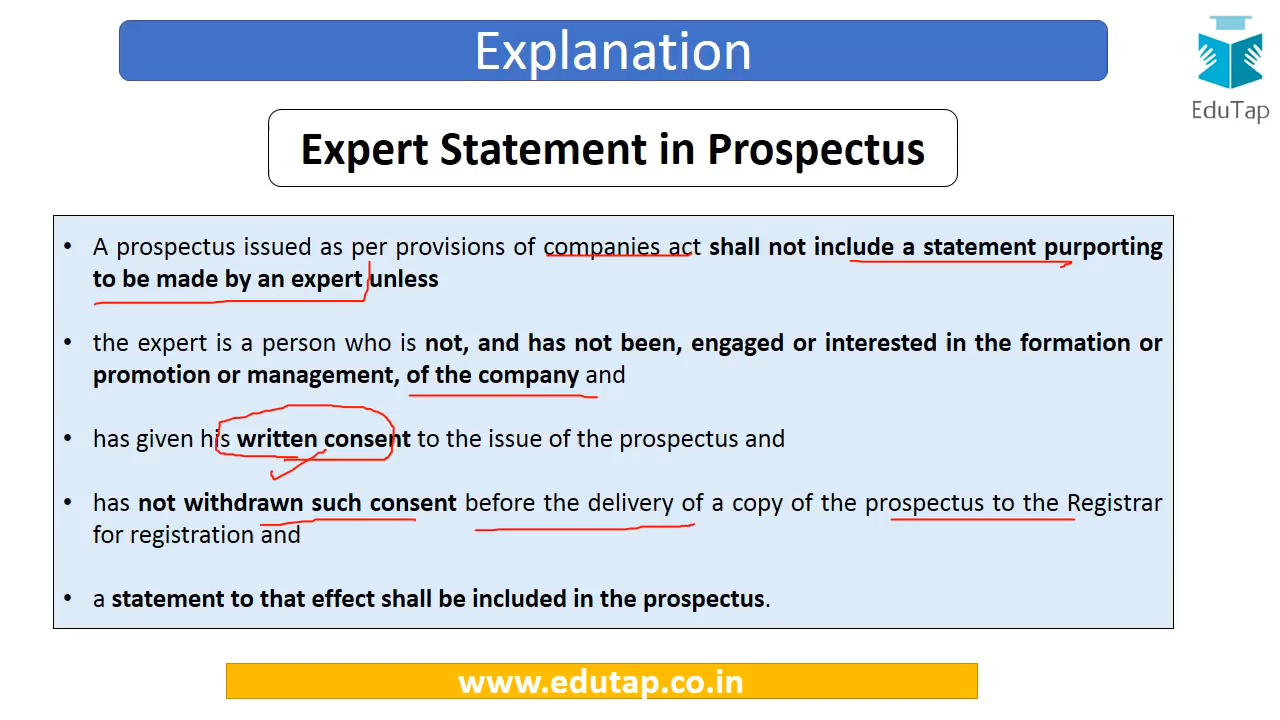 Explanation
EduTap
Expert Statement in Prospectus
• A prospectus issued as per provisions of companies act shall not include a statement purporting
to be made by an expert unless
• the expert is a person who is not, and has not been, engaged or interested in the formation or
promotion or management, of the company and
• has given his written consent to the issue of the prospectus and
• has not withdrawn such consent before the delivery of a copy of the prospectus to the Registrar
for registration and
• a statement to that effect shall be included in the prospectus.
www.edutap.co.in